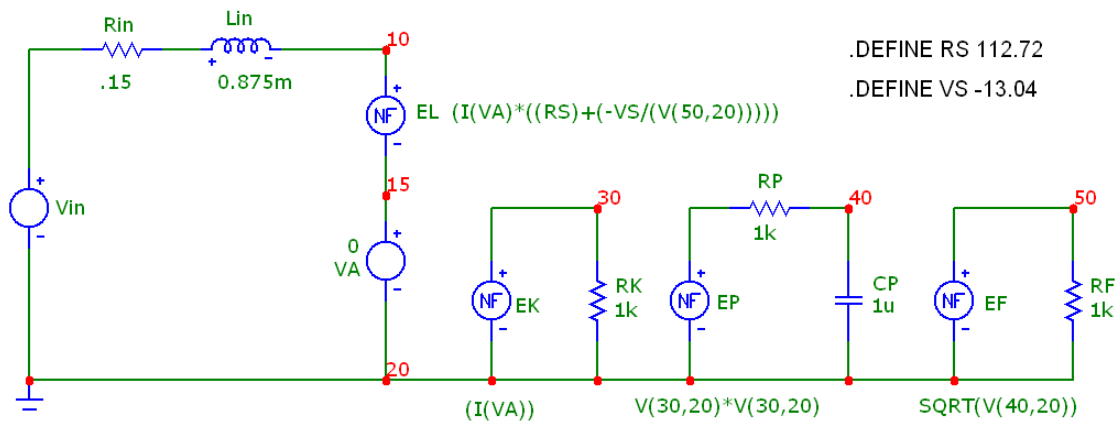 Rin
.15
Lin
+ -
0.875m
10
.DEFINE RS 112.72
.DEFINE VS -13.04
+
NF
-
EL (I(VA)*((RS)+(-VS/(V(50,20)))))
15
+
Vin
-
+
0
VA
-
30
+
NF
-
EK
RK
1k
RP
1k
40
+
NF
-
EP
CP
1u
50
+
NF
-
EF
RF
1k
20
(I(VA))
V(30,20)*V(30,20)
SQRT(V(40,20))